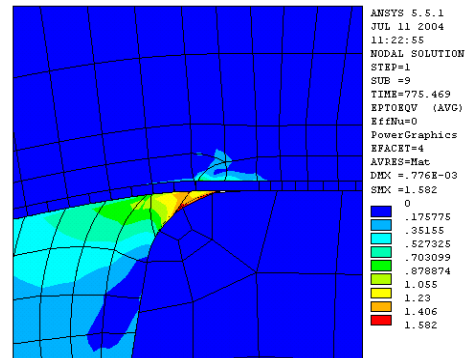 ANSYS 5.5.1
JUL 11 2004
11:22:55
NODAL SOLUTION
STEP=1
SUB =9
TIME=775.469
EPTOEQV (AVG)
EffNu=0
PowerGraphics
EFACET=4
AVRES=Mat
DMX =.776E-03
SMX =1.582
0
.175775
.35155
.527325
.703099
.878874
1.055
1.23
1.406
1.582